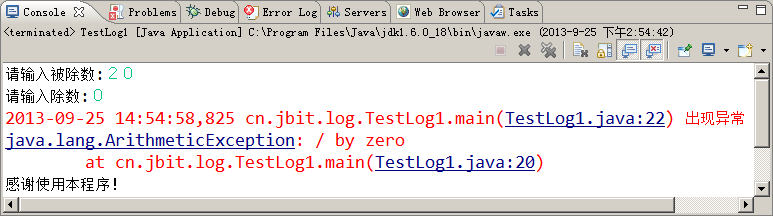 Console Problems Debug Error Log Servers Web Browser Tasks
<terminated> TestLog1 [Java Application] C:\Program Files\Java\jdk1.6.0_18\bin\javaw.exe (2013-9-25 下午2:54:42)
请输入被除数:20
请输入除数:0
2013-09-25 14:54:58,825 cn.jbit.log.TestLog1.main(TestLog1.java:22) 出现异常
java.lang.ArithmeticException: / by zero
at cn.jbit.log.TestLog1.main(TestLog1.java:20)
感谢使用本程序!